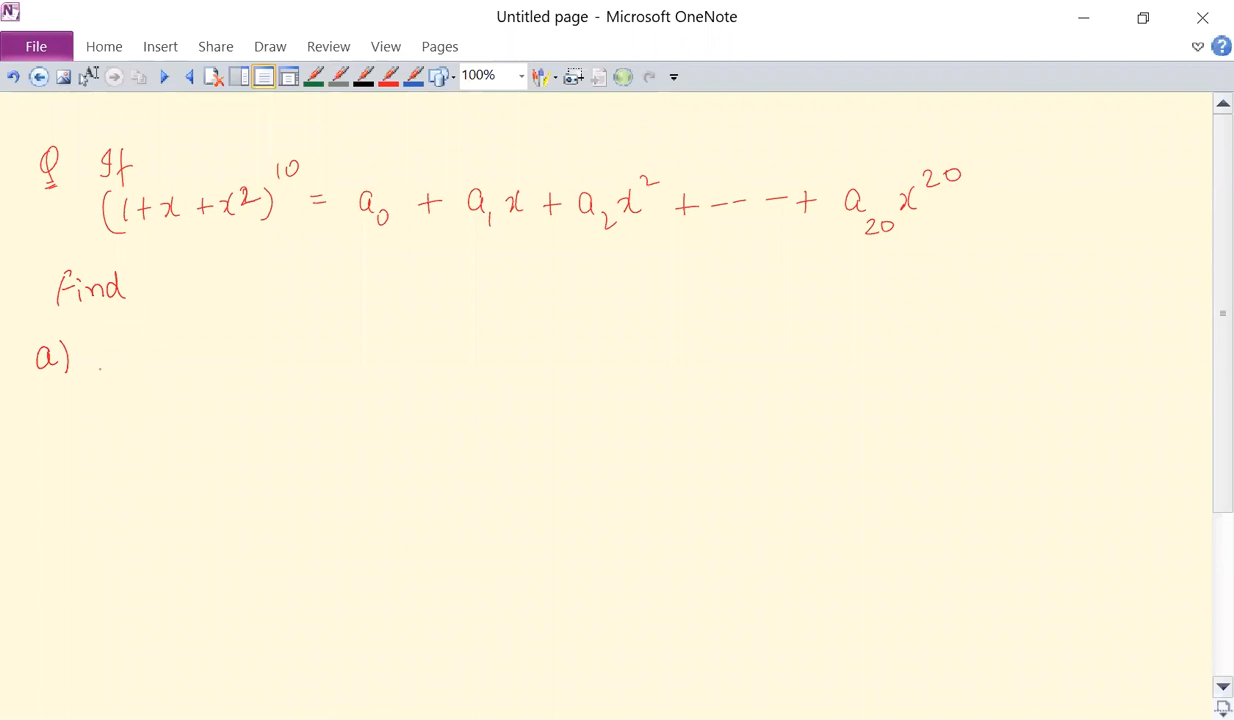 Untitled page - Microsoft OneNote
File Home Insert Share Draw Review View Pages
100%
Q If
(1+x+x²)¹⁰ = a₀ + a₁x + a₂x² + --- + a₂₀x²⁰
Find
a)